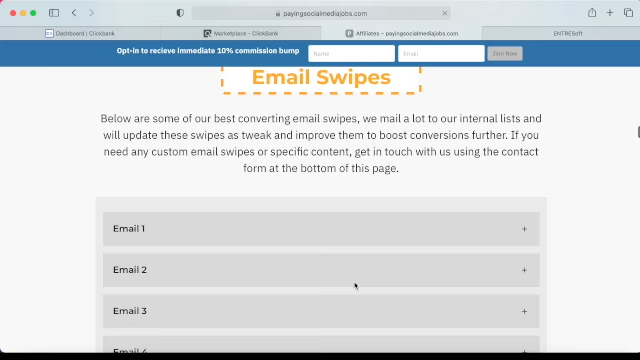 payingsocialmediajobs.com
Dashboard | Clickbank
Marketplace - ClickBank
Affiliates – payingsocialmediajobs.com
ENTRESoft
Opt-in to recieve immediate 10% commission bump
Name
Email
Join Now
Email Swipes
Below are some of our best converting email swipes, we mail a lot to our internal lists and
will update these swipes as tweak and improve them to boost conversions further. If you
need any custom email swipes or specific content, get in touch with us using the contact
form at the bottom of this page.
Email 1
+
Email 2
+
Email 3
+
Email 4